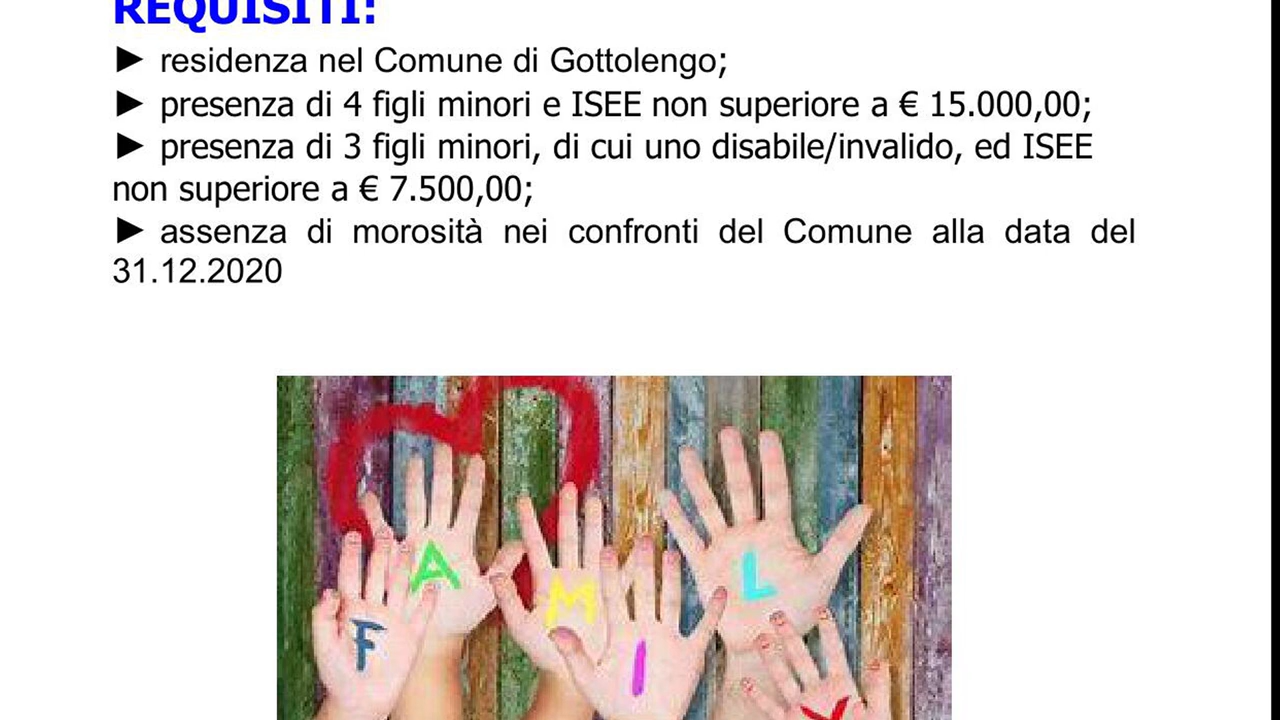 REQUISITI:
► residenza nel Comune di Gottolengo;
► presenza di 4 figli minori e ISEE non superiore a € 15.000,00;
► presenza di 3 figli minori, di cui uno disabile/invalido, ed ISEE
non superiore a € 7.500,00;
► assenza di morosità nei confronti del Comune alla data del
31.12.2020
F A M I L Y